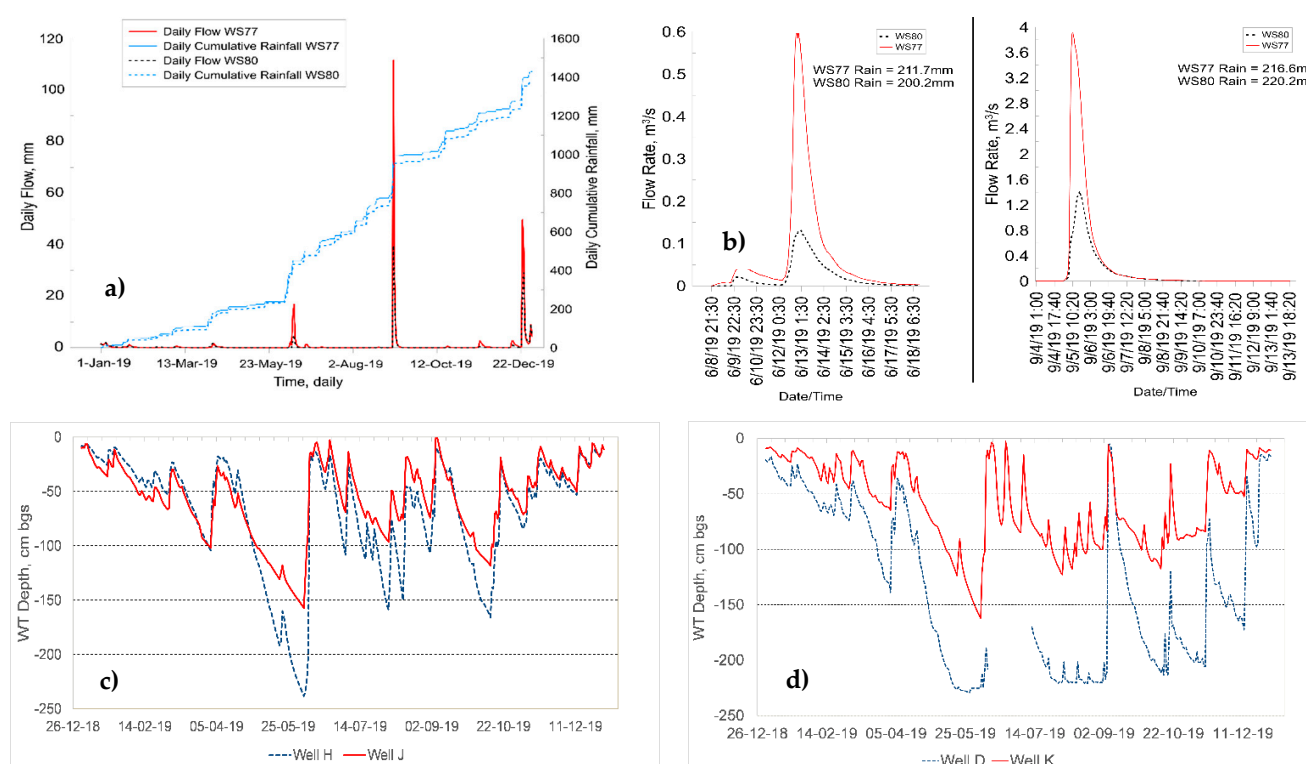 Daily Flow WS77
Daily Cumulative Rainfall WS77
Daily Flow WS80
Daily Cumulative Rainfall WS80
120
100
80
60
40
20
0
Daily Flow, mm
1600
1400
1200
1000
800
600
400
200
0
Daily Cumulative Rainfall, mm
a)
1-Jan-19 13-Mar-19 23-May-19 2-Aug-19 12-Oct-19 22-Dec-19
Time, daily
0.6
0.5
0.4
0.3
0.2
0.1
0
Flow Rate, m³/s
WS80
WS77
WS77 Rain = 211.7mm
WS80 Rain = 200.2mm
b)
6/8/19 21:30
6/9/19 22:30
6/10/19 23:30
6/12/19 0:30
6/13/19 1:30
6/14/19 2:30
6/15/19 3:30
6/16/19 4:30
6/17/19 5:30
6/18/19 6:30
Date/Time
4
3.6
3.2
2.8
2.4
2
1.6
1.2
0.8
0.4
0
Flow Rate, m³/s
WS80
WS77
WS77 Rain = 216.6m
WS80 Rain = 220.2m
9/4/19 1:00
9/4/19 17:40
9/5/19 10:20
9/6/19 3:00
9/6/19 19:40
9/7/19 12:20
9/8/19 5:00
9/8/19 21:40
9/9/19 14:20
9/10/19 7:00
9/10/19 23:40
9/11/19 16:20
9/12/19 9:00
9/13/19 1:40
9/13/19 18:20
Date/Time
0
-50
-100
-150
-200
-250
WT Depth, cm bgs
c)
26-12-18 14-02-19 05-04-19 25-05-19 14-07-19 02-09-19 22-10-19 11-12-19
Well H Well J
0
-50
-100
-150
-200
-250
WT Depth, cm bgs
d)
26-12-18 14-02-19 05-04-19 25-05-19 14-07-19 02-09-19 22-10-19 11-12-19
Well D Well K